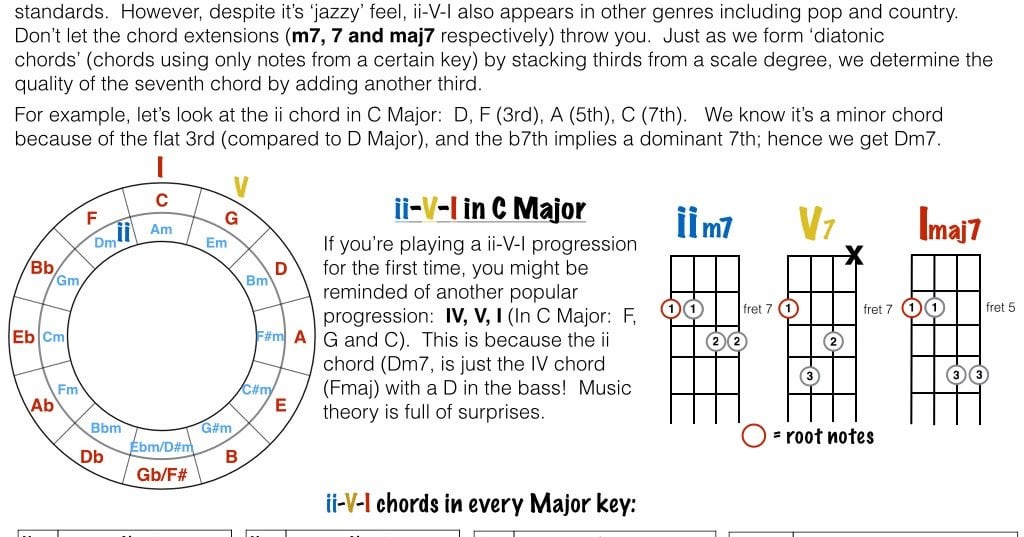 standards. However, despite it's 'jazzy' feel, ii-V-I also appears in other genres including pop and country.
Don't let the chord extensions (m7, 7 and maj7 respectively) throw you. Just as we form 'diatonic
chords' (chords using only notes from a certain key) by stacking thirds from a scale degree, we determine the
quality of the seventh chord by adding another third.
For example, let's look at the ii chord in C Major: D, F (3rd), A (5th), C (7th). We know it's a minor chord
because of the flat 3rd (compared to D Major), and the b7th implies a dominant 7th; hence we get Dm7.
I
V
ii
C
G
D
A
E
B
Gb/F#
Db
Ab
Eb
Bb
F
Am
Em
Bm
F#m
C#m
G#m
Ebm/D#m
Bbm
Fm
Cm
Gm
Dm
ii-V-I in C Major
If you're playing a ii-V-I progression
for the first time, you might be
reminded of another popular
progression: IV, V, I (In C Major: F,
G and C). This is because the ii
chord (Dm7, is just the IV chord
(Fmaj) with a D in the bass! Music
theory is full of surprises.
iim7
1 1
2 2
fret 7
V7
X
1
2
3
fret 7
Imaj7
1 1
3 3
fret 5
= root notes
ii-V-I chords in every Major key: